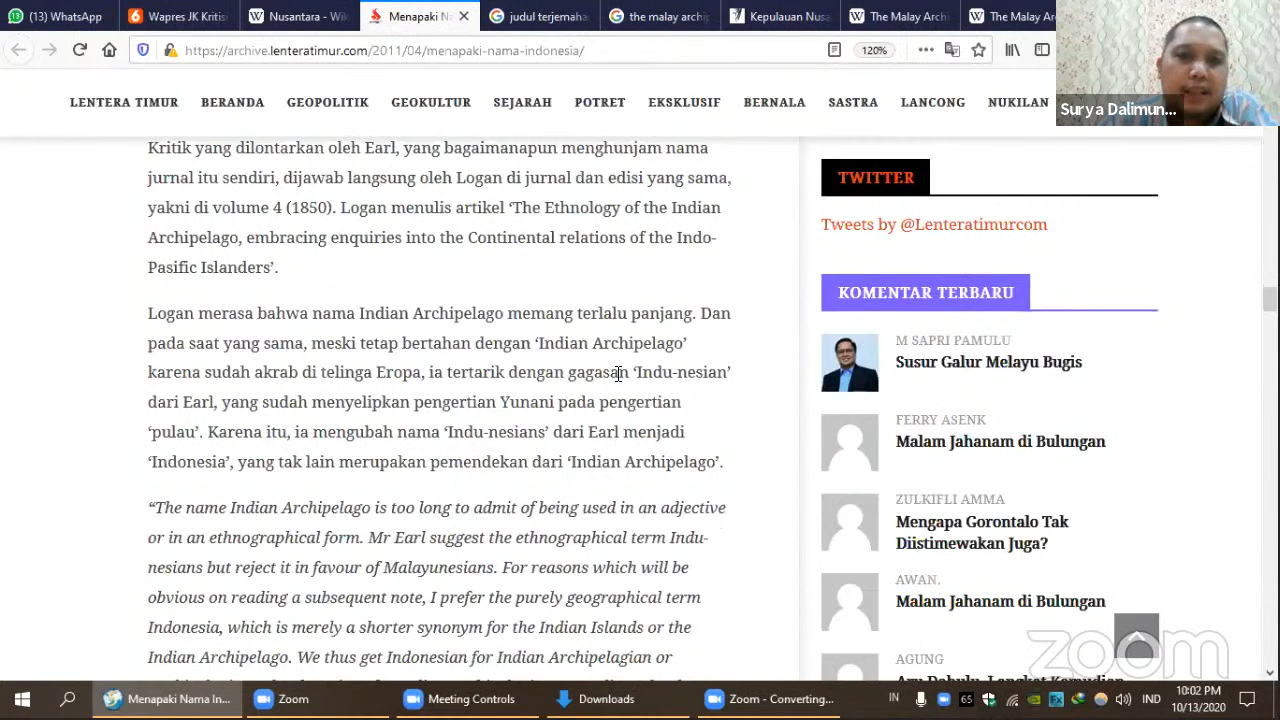 (13) WhatsApp
Wapres JK Kritis
Nusantara - Wik
Menapaki Na
judul terjemaha
the malay archip
Kepulauan Nusa
The Malay Archi
The Malay Ar
https://archive.lenteratimur.com/2011/04/menapaki-nama-indonesia/
120%
LENTERA TIMUR BERANDA GEOPOLITIK GEOKULTUR SEJARAH POTRET EKSKLUSIF BERNALA SASTRA LANCONG NUKILAN
Surya Dalimun...
Kritik yang dilontarkan oleh Earl, yang bagaimanapun menghunjam nama
jurnal itu sendiri, dijawab langsung oleh Logan di jurnal dan edisi yang sama,
yakni di volume 4 (1850). Logan menulis artikel ‘The Ethnology of the Indian
Archipelago, embracing enquiries into the Continental relations of the Indo-
Pasific Islanders’.
Logan merasa bahwa nama Indian Archipelago memang terlalu panjang. Dan
pada saat yang sama, meski tetap bertahan dengan ‘Indian Archipelago’
karena sudah akrab di telinga Eropa, ia tertarik dengan gagasan ‘Indu-nesian’
dari Earl, yang sudah menyelipkan pengertian Yunani pada pengertian
‘pulau’. Karena itu, ia mengubah nama ‘Indu-nesians’ dari Earl menjadi
‘Indonesia’, yang tak lain merupakan pemendekan dari ‘Indian Archipelago’.
“The name Indian Archipelago is too long to admit of being used in an adjective
or in an ethnographical form. Mr Earl suggest the ethnographical term Indu-
nesians but reject it in favour of Malayunesians. For reasons which will be
obvious on reading a subsequent note, I prefer the purely geographical term
Indonesia, which is merely a shorter synonym for the Indian Islands or the
Indian Archipelago. We thus get Indonesian for Indian Archipelagian or
TWITTER
Tweets by @Lenteratimurcom
KOMENTAR TERBARU
M SAPRI PAMULU
Susur Galur Melayu Bugis
FERRY ASENK
Malam Jahanam di Bulungan
ZULKIFLI AMMA
Mengapa Gorontalo Tak
Diistimewakan Juga?
AWAN.
Malam Jahanam di Bulungan
AGUNG
zoom
Menapaki Nama In...
Zoom
Meeting Controls
Downloads
Zoom - Converting...
IN
65
IND
10:02 PM
10/13/2020